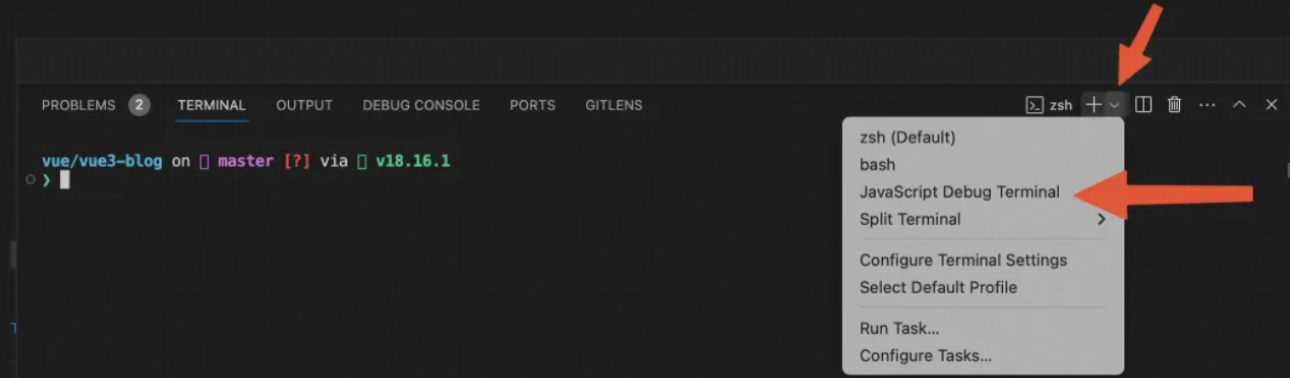 PROBLEMS 2 TERMINAL OUTPUT DEBUG CONSOLE PORTS GITLENS zsh
vue/vue3-blog on master [?] via v18.16.1
❯
zsh (Default)
bash
JavaScript Debug Terminal
Split Terminal
Configure Terminal Settings
Select Default Profile
Run Task...
Configure Tasks...